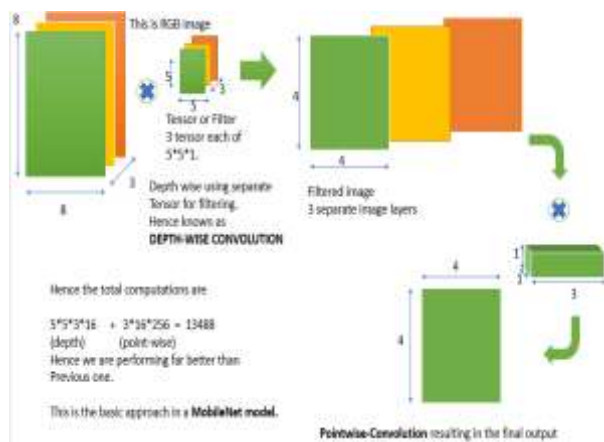 8
This is RGB image
5
3
5
4
Tensor or Filter
3 tensor each of
5*5*1.
3
8
4
Depth wise using separate
Tensor for filtering.
Hence known as
DEPTH-WISE CONVOLUTION
Filtered image
3 separate image layers
1
3
4
4
Hence the total computations are
5*5*3*16 + 3*16*256 = 13488
(depth) (point-wise)
Hence we are performing far better than
Previous one.
This is the basic approach in a MobileNet model.
Pointwise-Convolution resulting in the final output